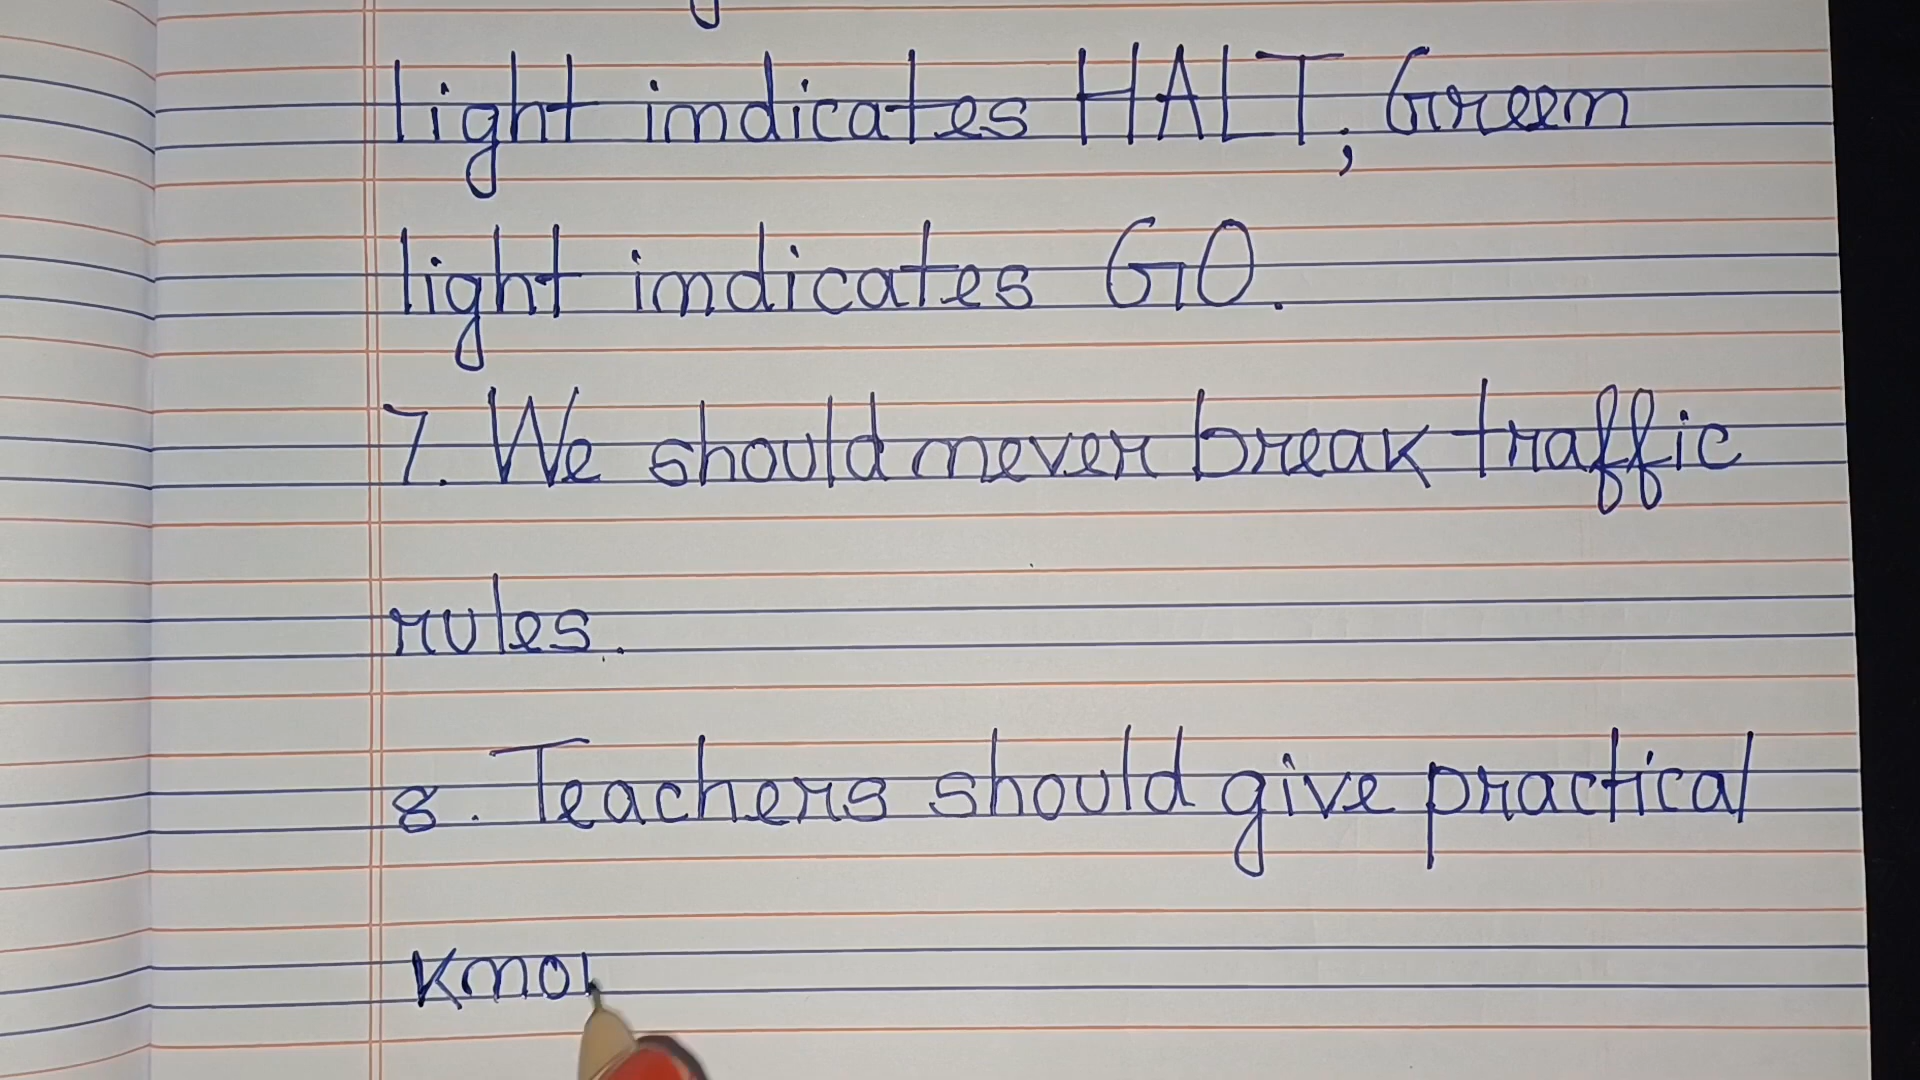 light indicates HALT, Green
light indicates GO.
7. We should never break traffic
rules.
8. Teachers should give practical
kno